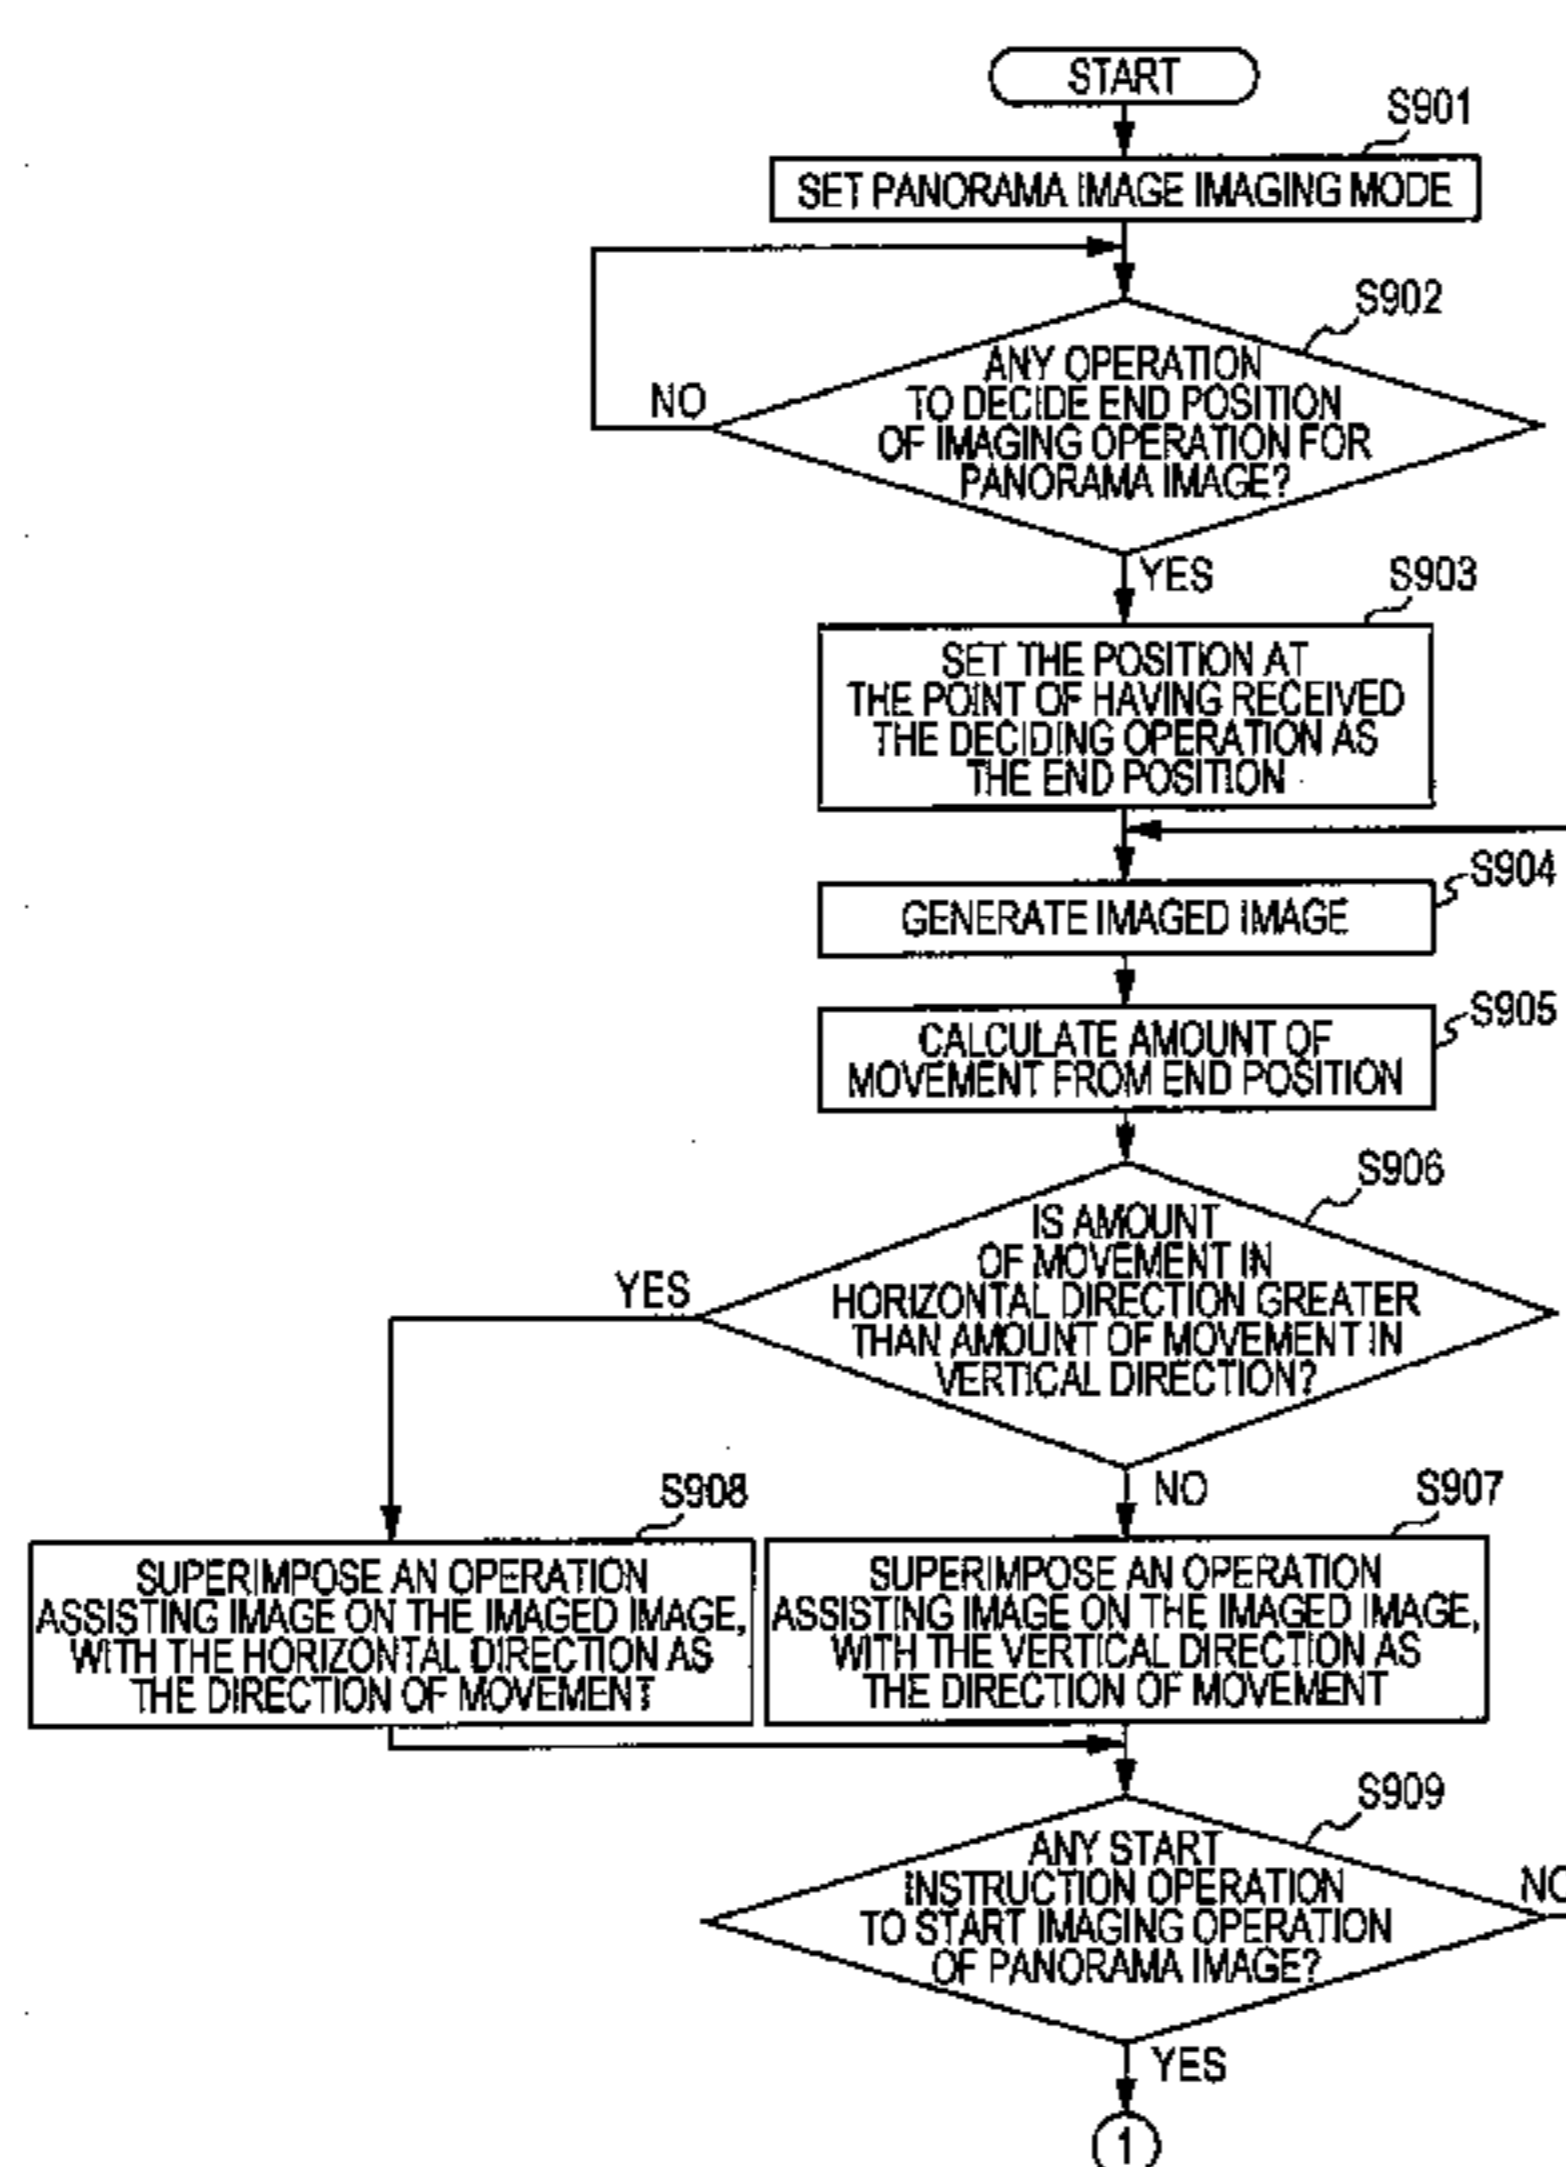 START
S901
SET PANORAMA IMAGE IMAGING MODE
S902
ANY OPERATION
TO DECIDE END POSITION
OF IMAGING OPERATION FOR
PANORAMA IMAGE?
NO
YES
S903
SET THE POSITION AT
THE POINT OF HAVING RECEIVED
THE DECIDING OPERATION AS
THE END POSITION
S904
GENERATE IMAGED IMAGE
S905
CALCULATE AMOUNT OF
MOVEMENT FROM END POSITION
S906
IS AMOUNT
OF MOVEMENT IN
HORIZONTAL DIRECTION GREATER
THAN AMOUNT OF MOVEMENT IN
VERTICAL DIRECTION?
YES
NO
S908
SUPERIMPOSE AN OPERATION
ASSISTING IMAGE ON THE IMAGED IMAGE,
WITH THE HORIZONTAL DIRECTION AS
THE DIRECTION OF MOVEMENT
S907
SUPERIMPOSE AN OPERATION
ASSISTING IMAGE ON THE IMAGED IMAGE,
WITH THE VERTICAL DIRECTION AS
THE DIRECTION OF MOVEMENT
S909
ANY START
INSTRUCTION OPERATION
TO START IMAGING OPERATION
OF PANORAMA IMAGE?
NO
YES
1